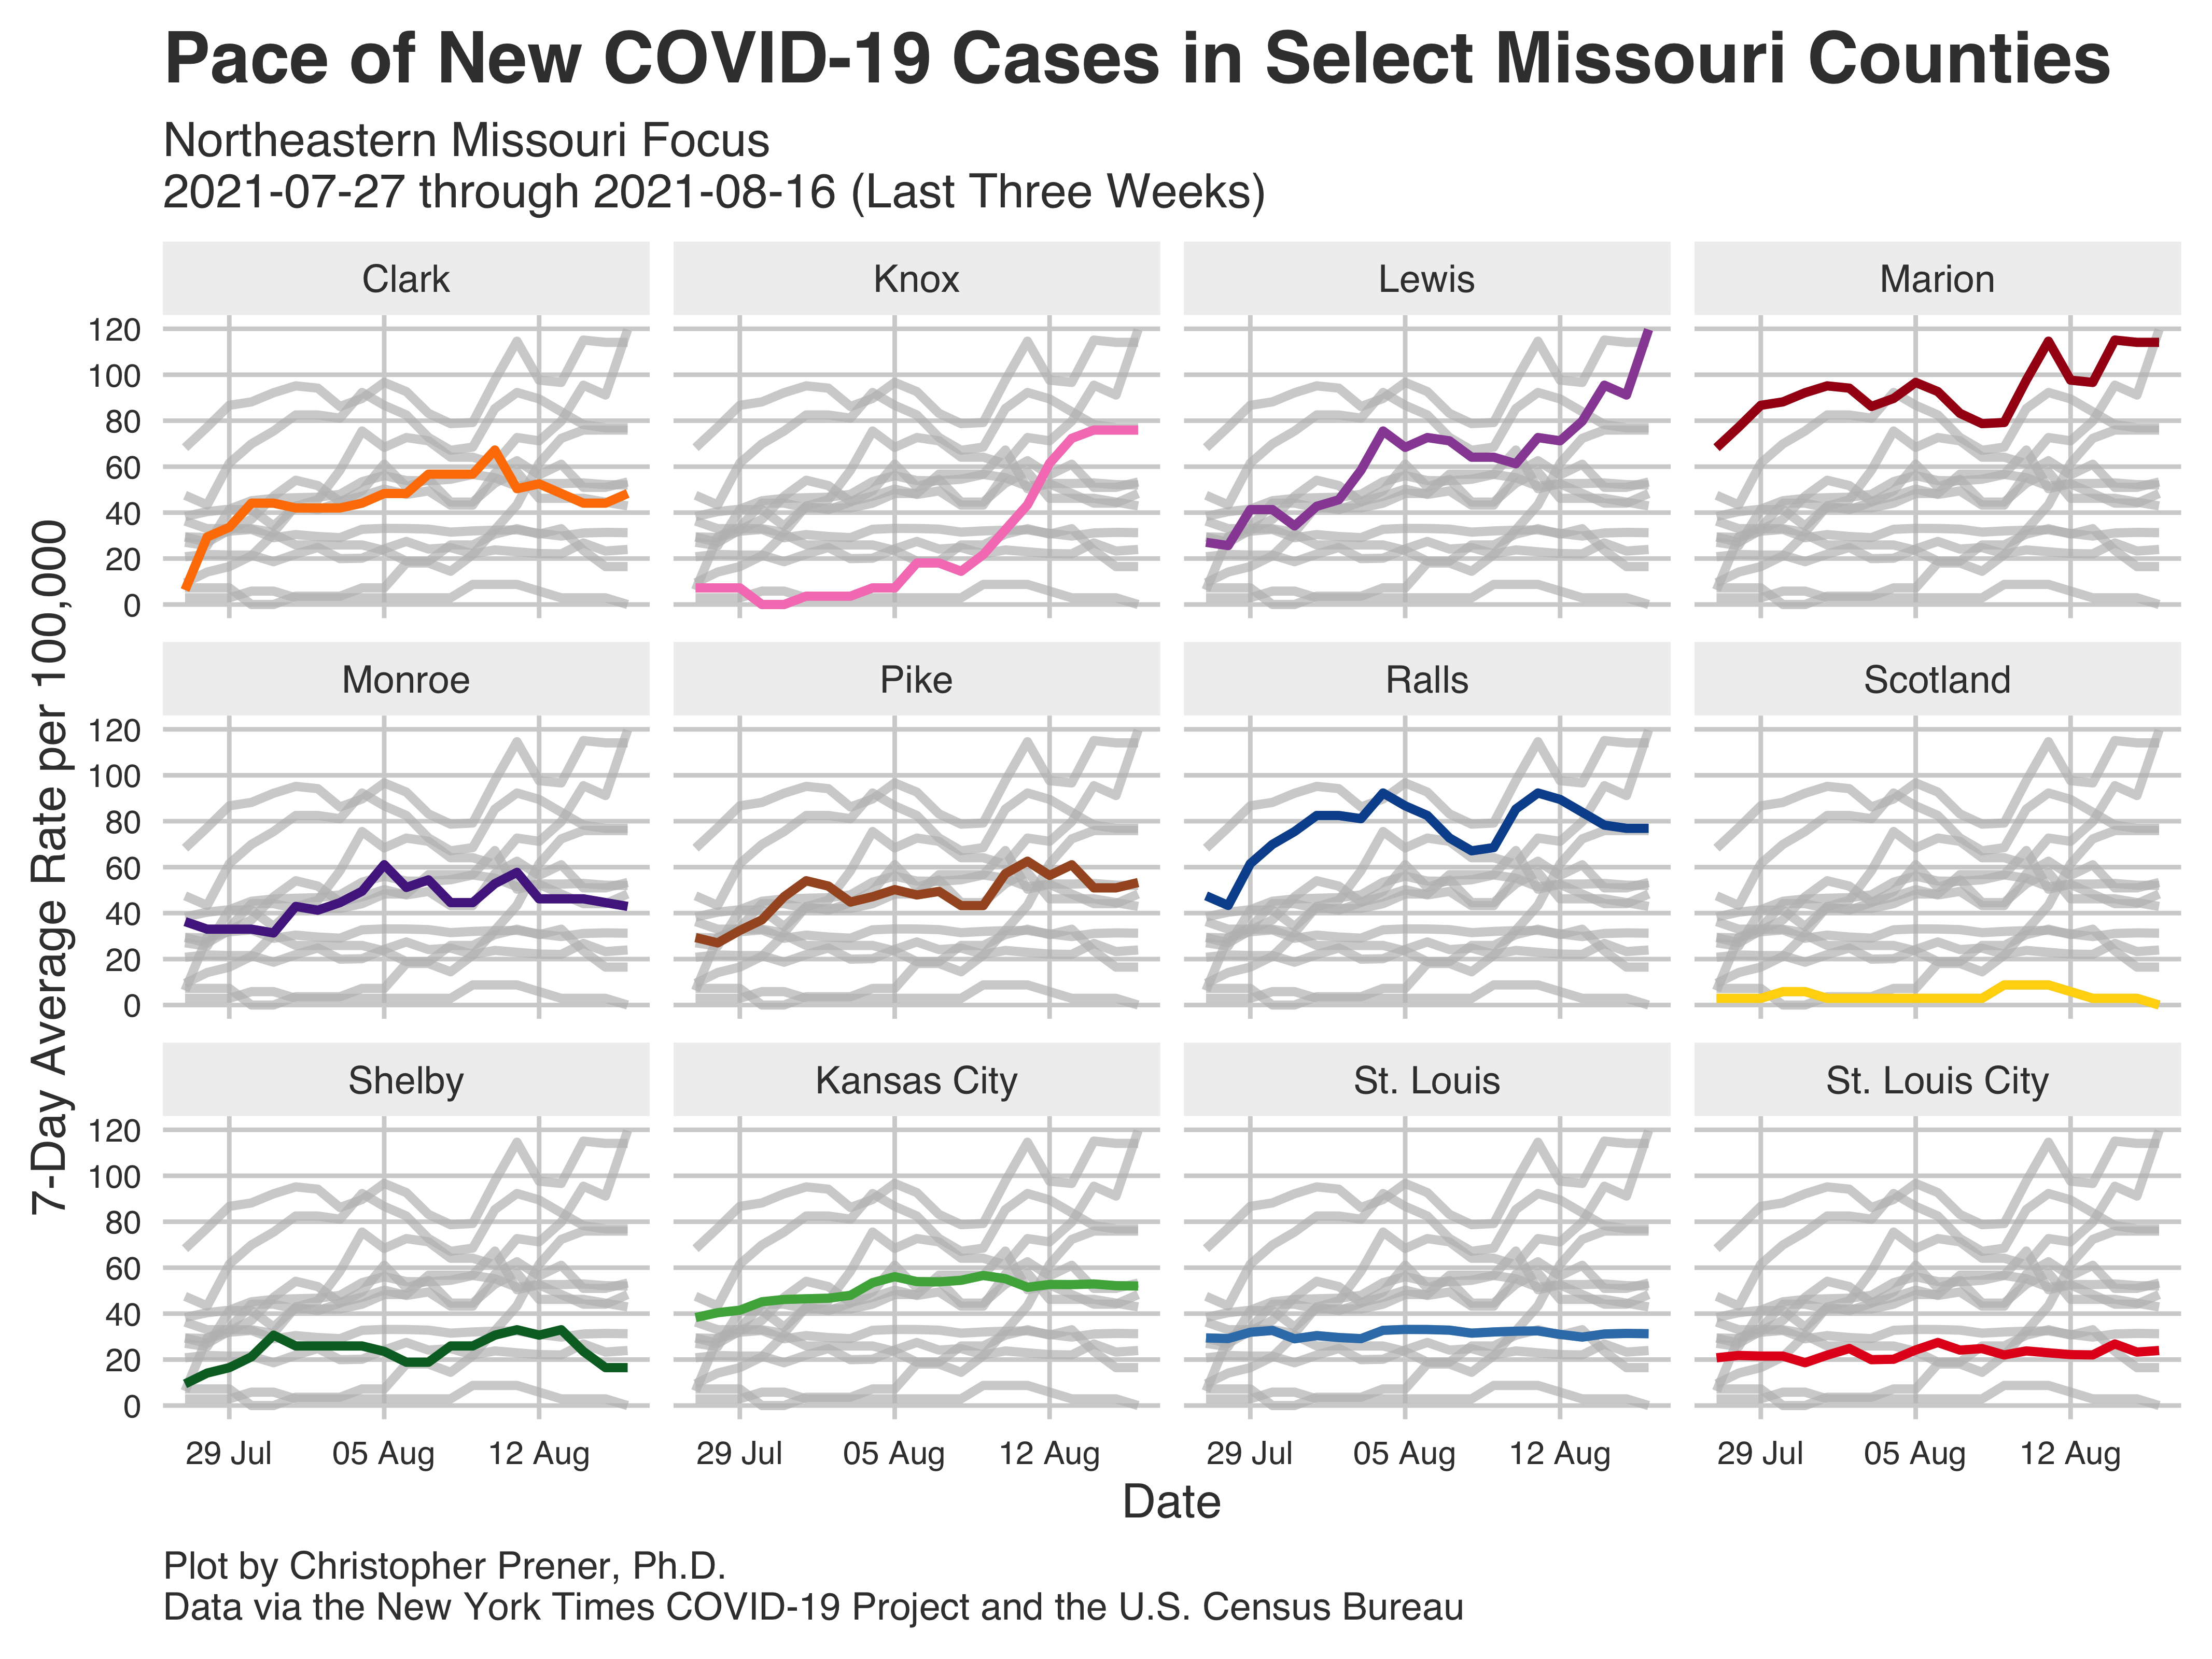 Pace of New COVID-19 Cases in Select Missouri Counties
Northeastern Missouri Focus
2021-07-27 through 2021-08-16 (Last Three Weeks)
7-Day Average Rate per 100,000
Clark
Knox
Lewis
Marion
120
100
80
60
40
20
0
Monroe
Pike
Ralls
Scotland
120
100
80
60
40
20
0
Shelby
Kansas City
St. Louis
St. Louis City
120
100
80
60
40
20
0
29 Jul
05 Aug
12 Aug
29 Jul
05 Aug
12 Aug
29 Jul
05 Aug
12 Aug
29 Jul
05 Aug
12 Aug
Date
Plot by Christopher Prener, Ph.D.
Data via the New York Times COVID-19 Project and the U.S. Census Bureau